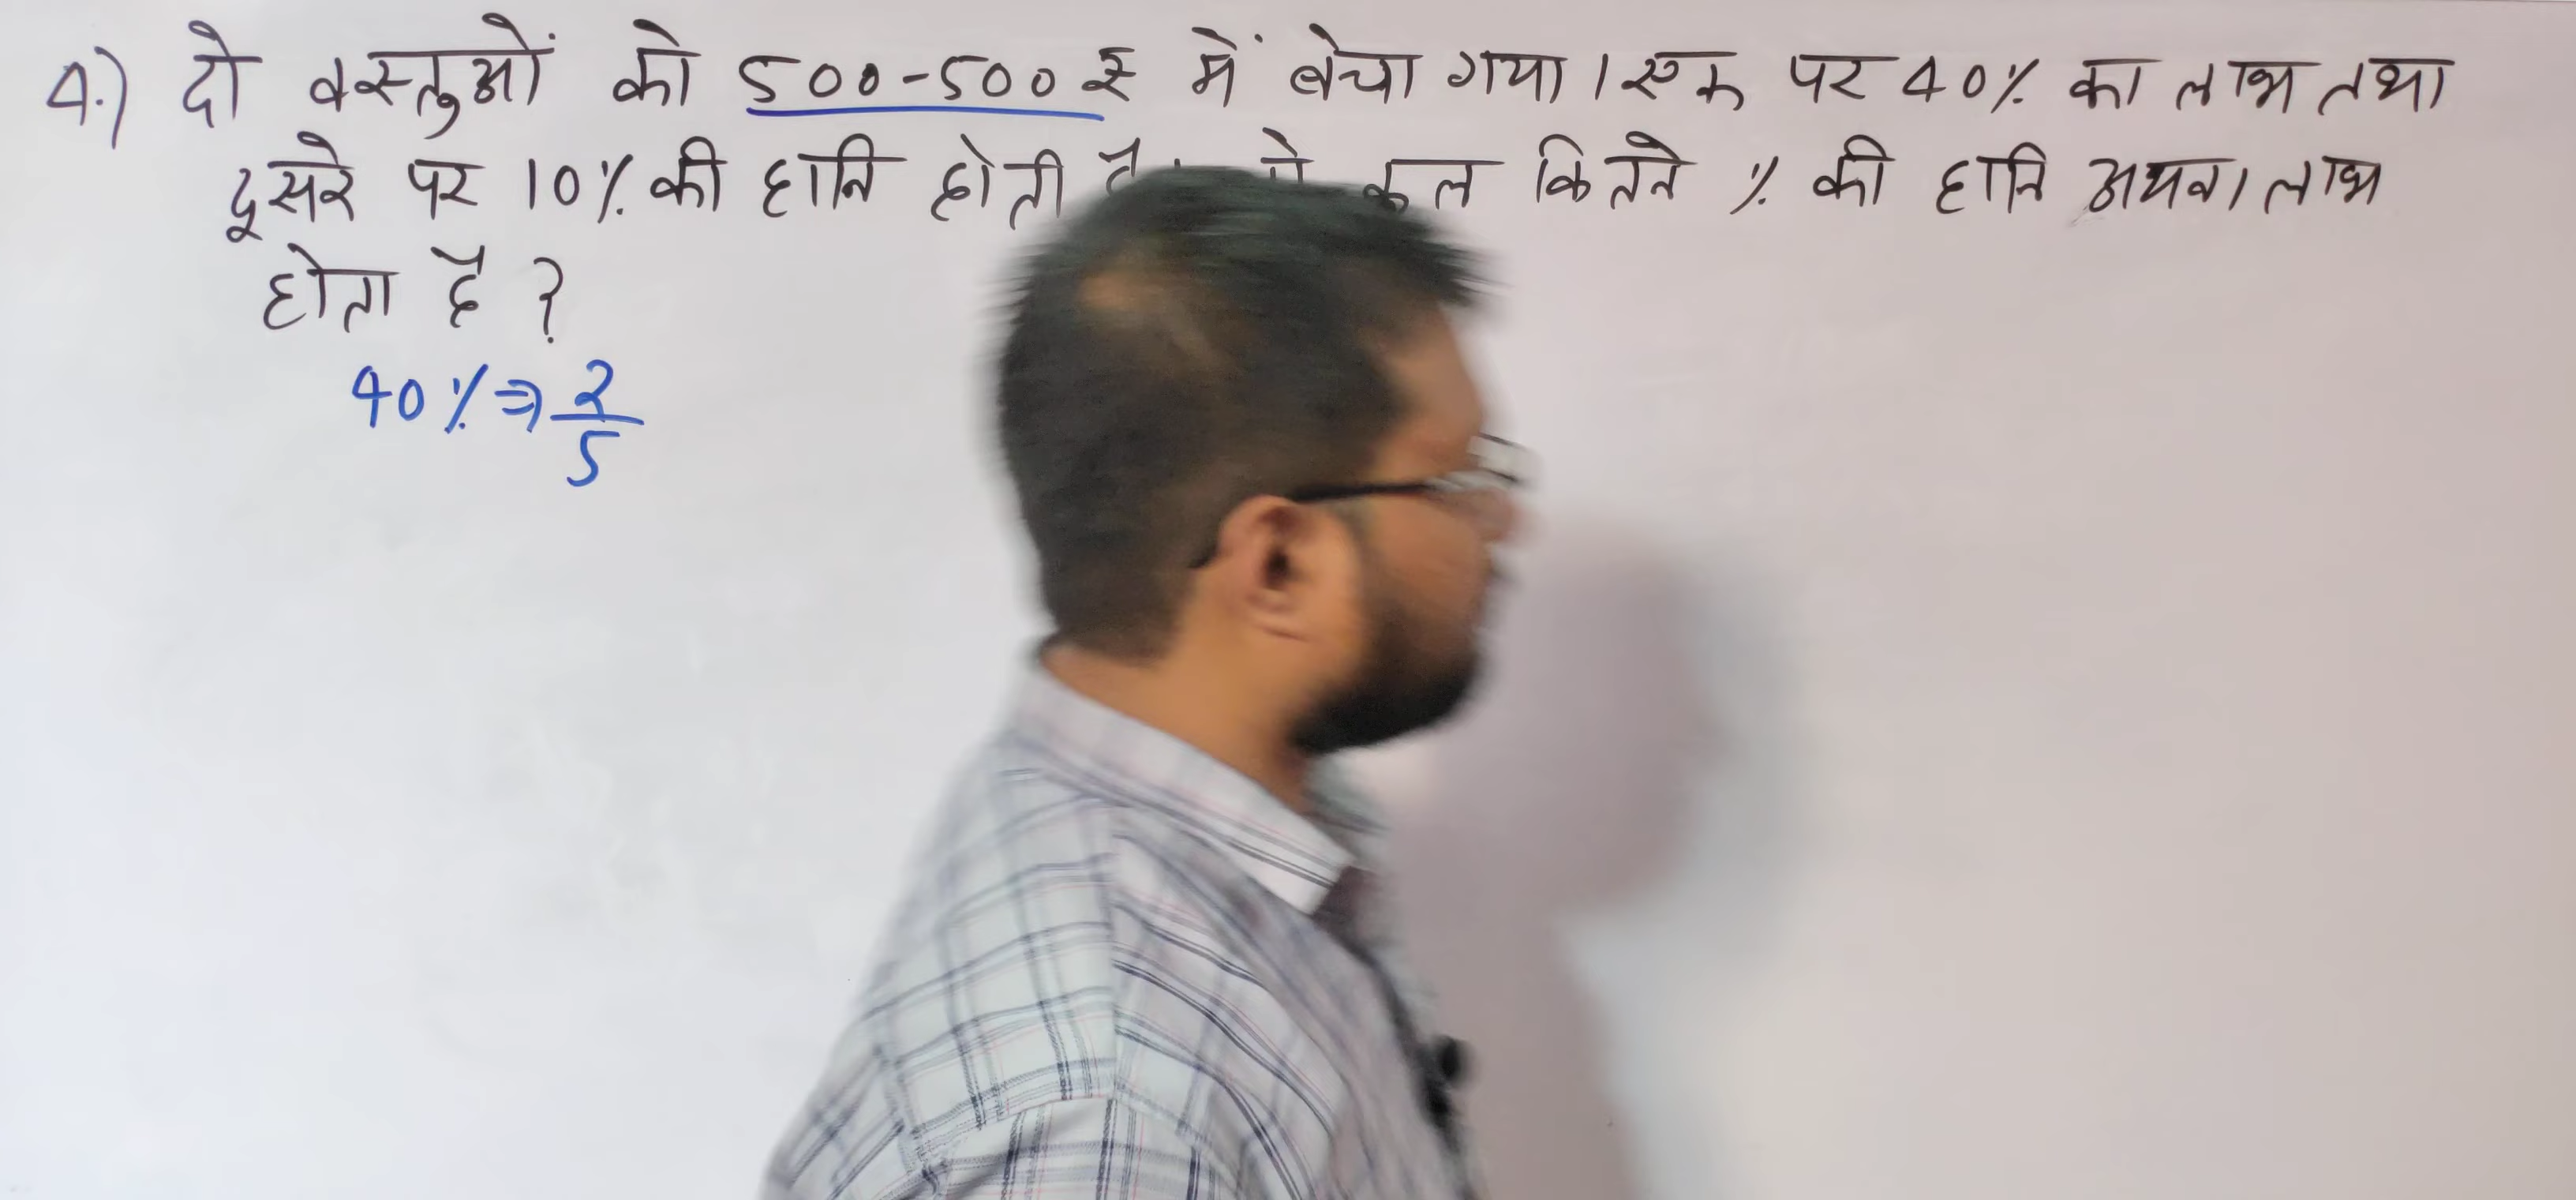 4.) दो वस्तुओं को 500-500 ₹ में बेचा गया। एक पर 40% का लाभ तथा
दूसरे पर 10% की हानि होती कुल कितने % की हानि अथवा लाभ
होता है ?
40% ⇒ 2/5